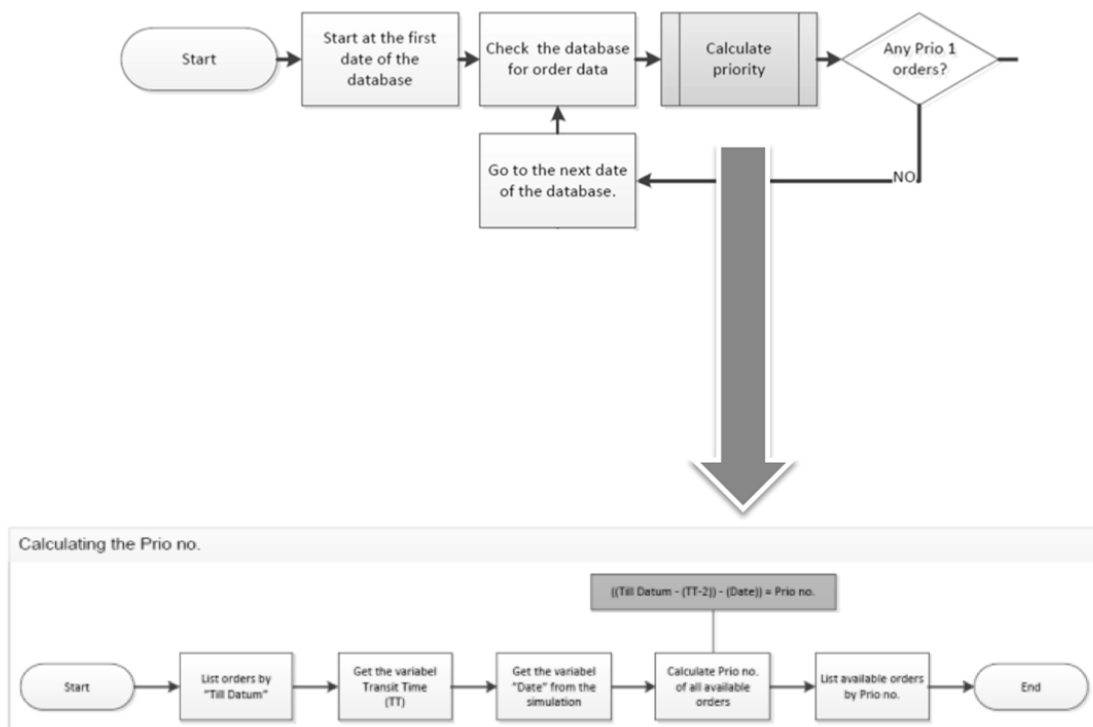 Start
Start at the first
date of the
database
Check the database
for order data
Calculate
priority
Any Prio 1
orders?
Go to the next date
of the database.
NO
Calculating the Prio no.
((Till Datum - (TT-2)) - (Date)) = Prio no.
Start
List orders by
"Till Datum"
Get the variabel
Transit Time
(TT)
Get the variabel
"Date" from the
simulation
Calculate Prio no.
of all available
orders
List available orders
by Prio no.
End